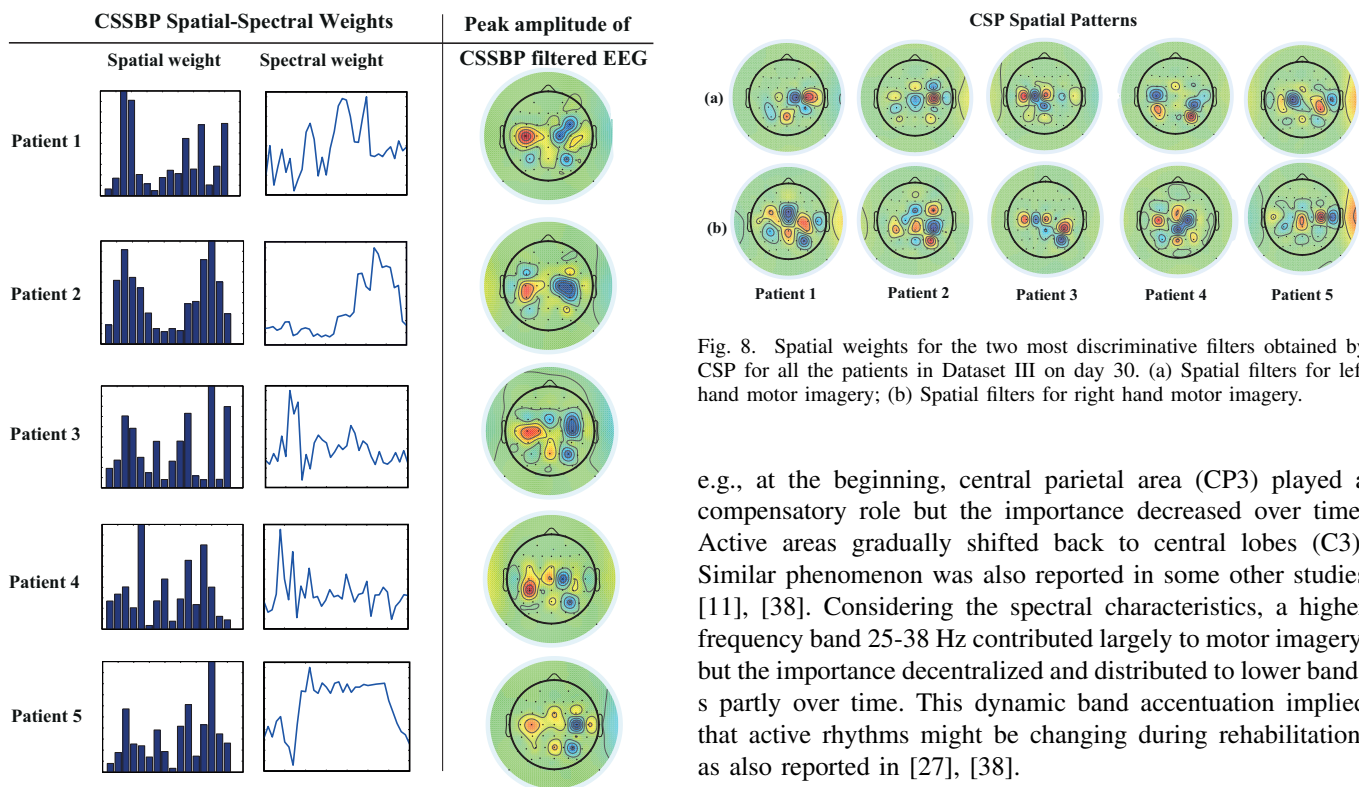 CSSBP Spatial-Spectral Weights
Peak amplitude of
CSSBP filtered EEG
Spatial weight
Spectral weight
Patient 1
Patient 2
Patient 3
Patient 4
Patient 5
CSP Spatial Patterns
(a)
(b)
Patient 1
Patient 2
Patient 3
Patient 4
Patient 5
Fig. 8. Spatial weights for the two most discriminative filters obtained by
CSP for all the patients in Dataset III on day 30. (a) Spatial filters for lef
hand motor imagery; (b) Spatial filters for right hand motor imagery.
e.g., at the beginning, central parietal area (CP3) played a
compensatory role but the importance decreased over time
Active areas gradually shifted back to central lobes (C3)
Similar phenomenon was also reported in some other studies
[11], [38]. Considering the spectral characteristics, a highe
frequency band 25-38 Hz contributed largely to motor imagery
but the importance decentralized and distributed to lower band
s partly over time. This dynamic band accentuation implied
that active rhythms might be changing during rehabilitation
as also reported in [27], [38].